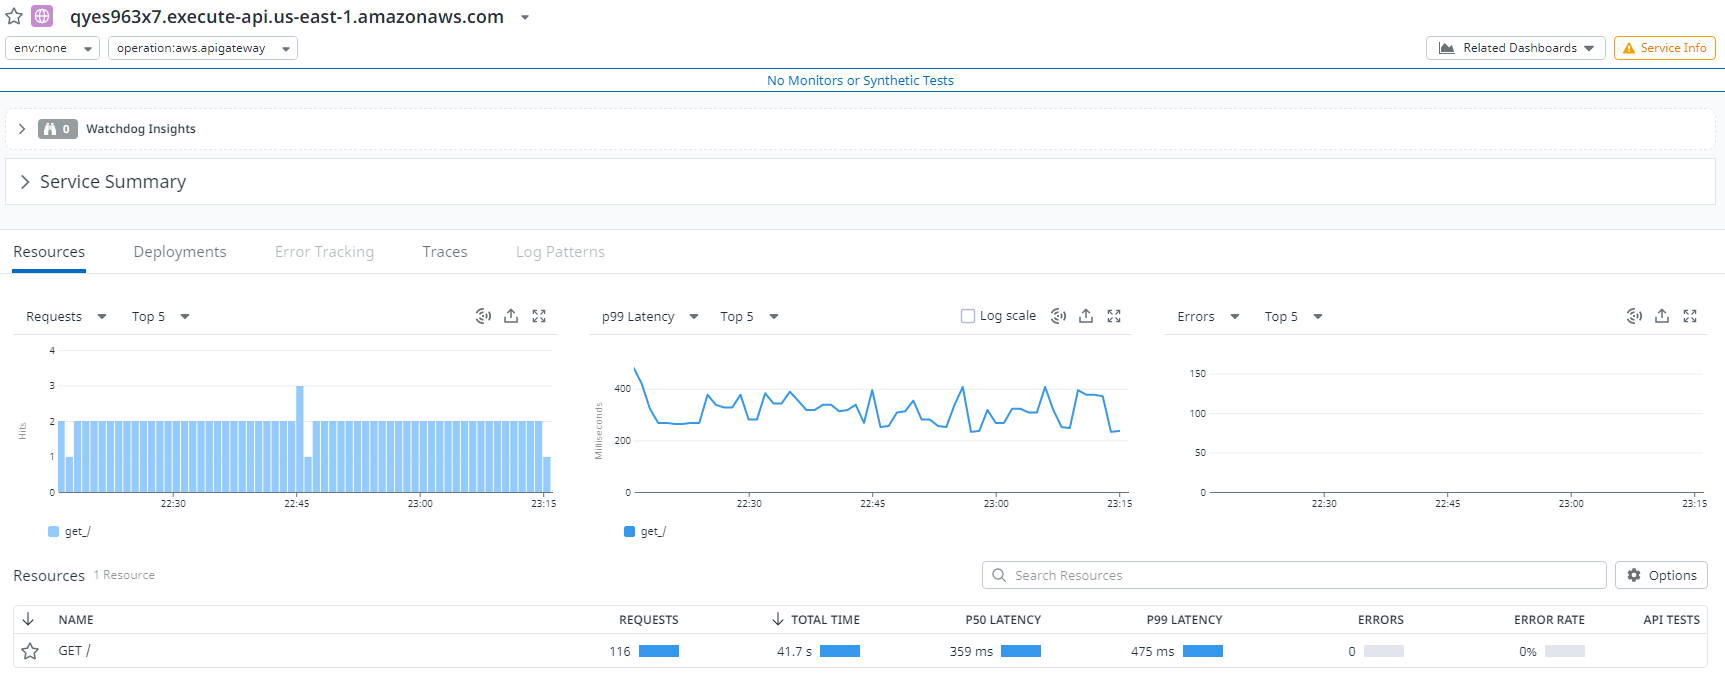 qyes963x7.execute-api.us-east-1.amazonaws.com
env:none operation:aws.apigateway Related Dashboards Service Info
No Monitors or Synthetic Tests
0 Watchdog Insights
Service Summary
Resources Deployments Error Tracking Traces Log Patterns
Requests Top 5
4
3
2
1
0
Hits
22:30 22:45 23:00 23:15
get_/
p99 Latency Top 5 Log scale
400
200
0
Milliseconds
22:30 22:45 23:00 23:15
get_/
Errors Top 5
150
100
50
0
22:30 22:45 23:00 23:15
Resources 1 Resource Search Resources Options
NAME REQUESTS TOTAL TIME P50 LATENCY P99 LATENCY ERRORS ERROR RATE API TESTS
GET / 116 41.7 s 359 ms 475 ms 0 0%